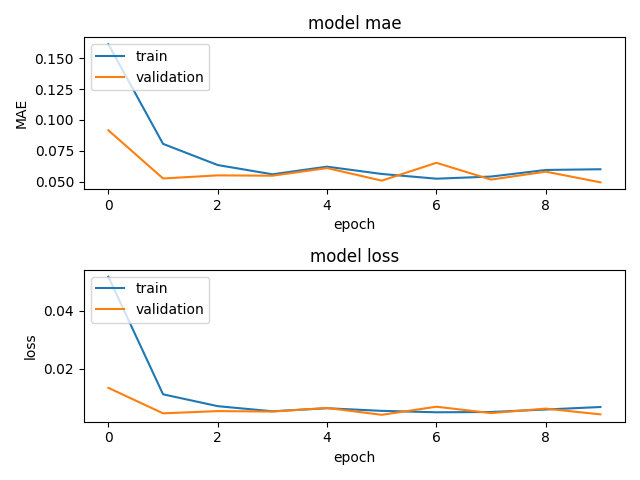 model mae
train
validation
0.150
0.125
0.100
0.075
0.050
MAE
0 2 4 6 8
epoch
model loss
train
validation
0.04
0.02
loss
0 2 4 6 8
epoch